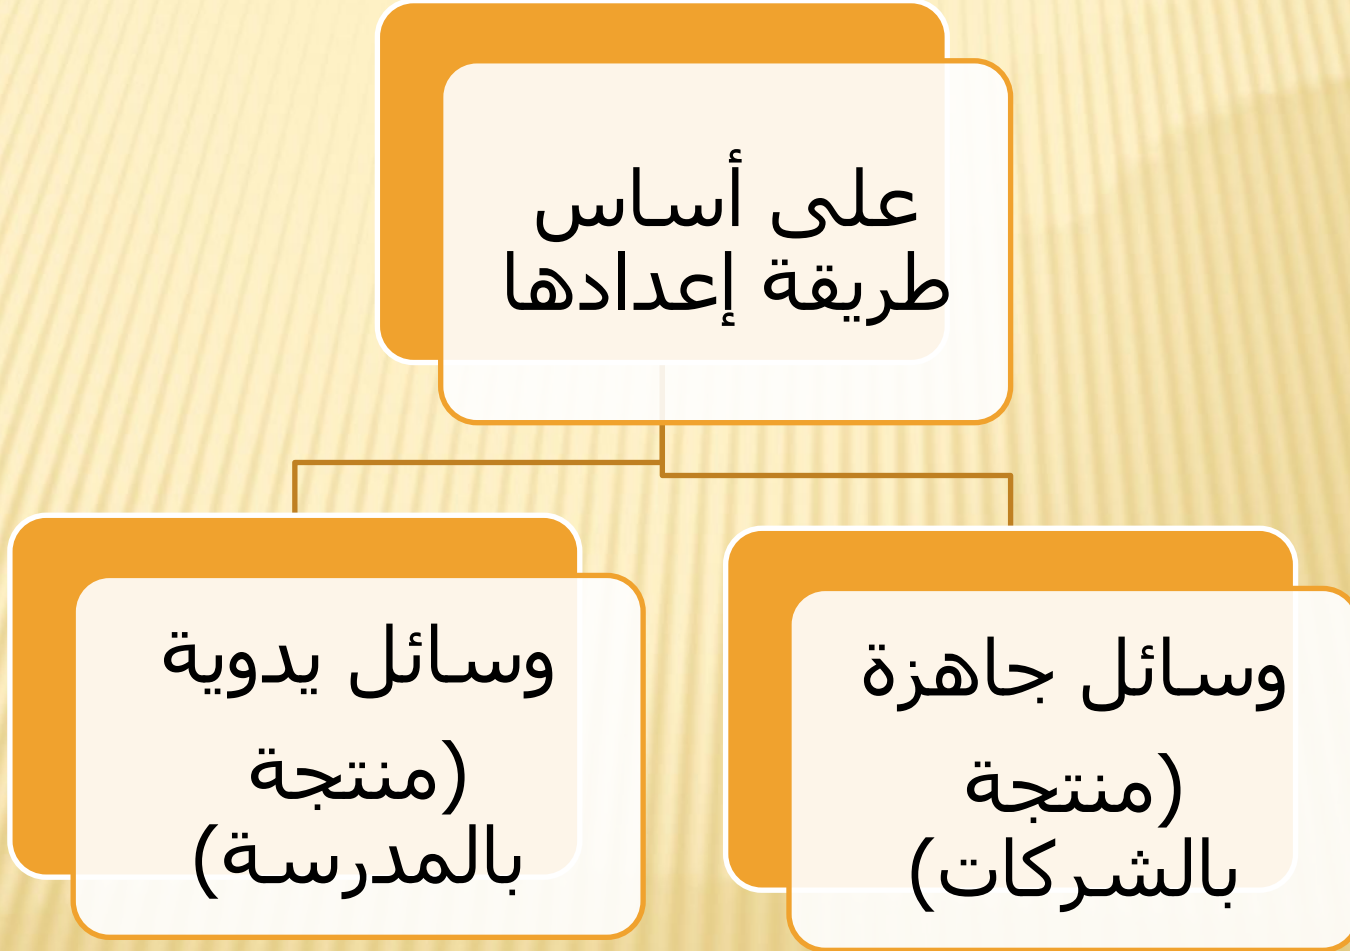 على أساس
طريقة إعدادها
وسائل جاهزة
(منتجة
بالشركات)
وسائل يدوية
(منتجة
بالمدرسة)